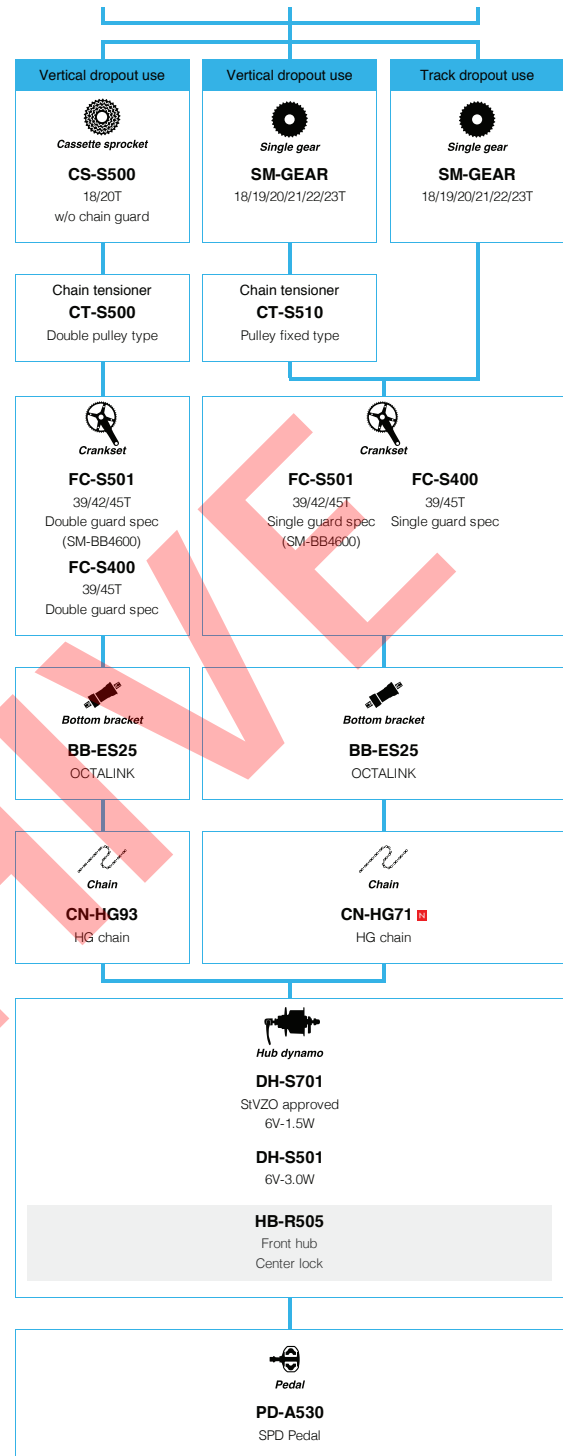 Vertical dropout use
Cassette sprocket
CS-S500
18/20T
w/o chain guard
Vertical dropout use
Single gear
SM-GEAR
18/19/20/21/22/23T
Track dropout use
Single gear
SM-GEAR
18/19/20/21/22/23T
Chain tensioner
CT-S500
Double pulley type
Chain tensioner
CT-S510
Pulley fixed type
Crankset
FC-S501
39/42/45T
Double guard spec
(SM-BB4600)
FC-S400
39/45T
Double guard spec
Crankset
FC-S501
39/42/45T
Single guard spec
(SM-BB4600)
FC-S400
39/45T
Single guard spec
Bottom bracket
BB-ES25
OCTALINK
Bottom bracket
BB-ES25
OCTALINK
Chain
CN-HG93
HG chain
Chain
CN-HG71 N
HG chain
Hub dynamo
DH-S701
StVZO approved
6V-1.5W
DH-S501
6V-3.0W
HB-R505
Front hub
Center lock
Pedal
PD-A530
SPD Pedal
HIVE